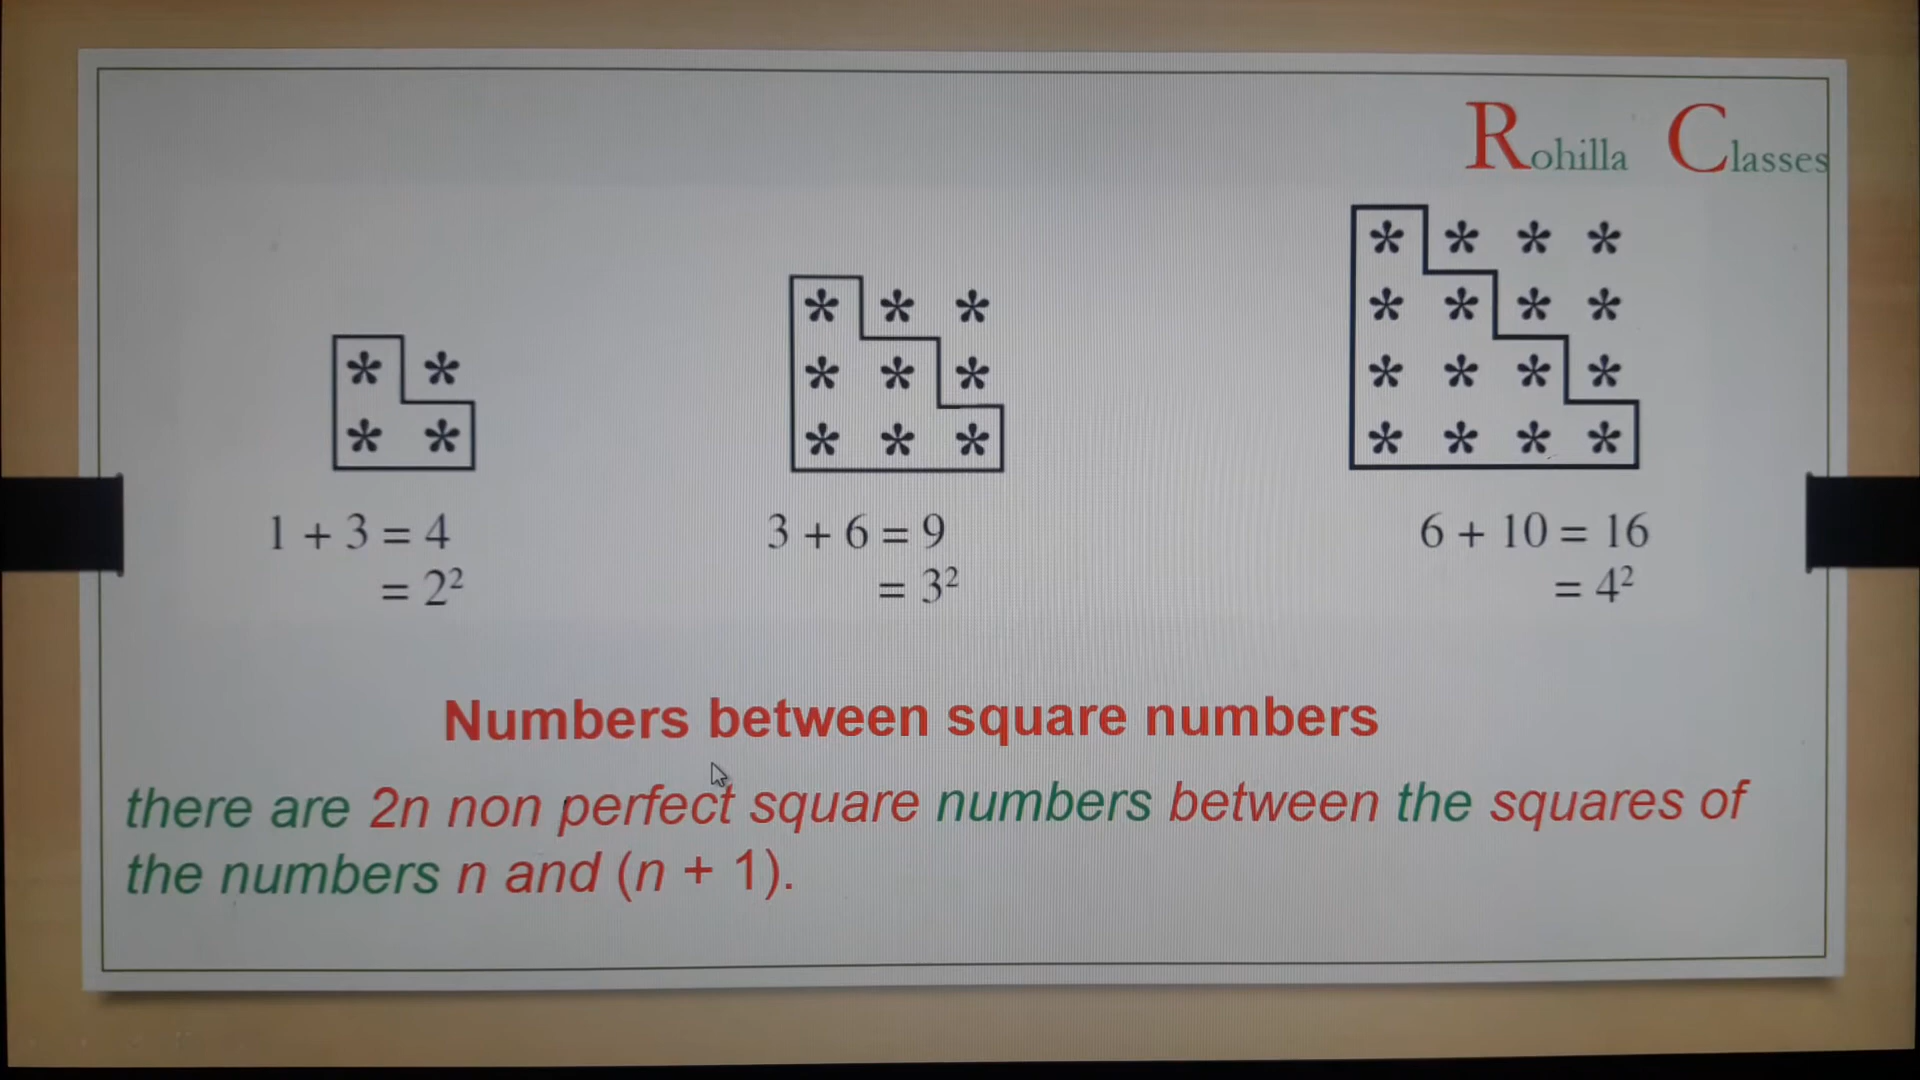 Rohilla Classes
* * * * * * *
* * * * * * * * *
* * * * * * * * *
* * * * * * * * *
1 + 3 = 4
= 2²
3 + 6 = 9
= 3²
6 + 10 = 16
= 4²
Numbers between square numbers
there are 2n non perfect square numbers between the squares of
the numbers n and (n + 1).